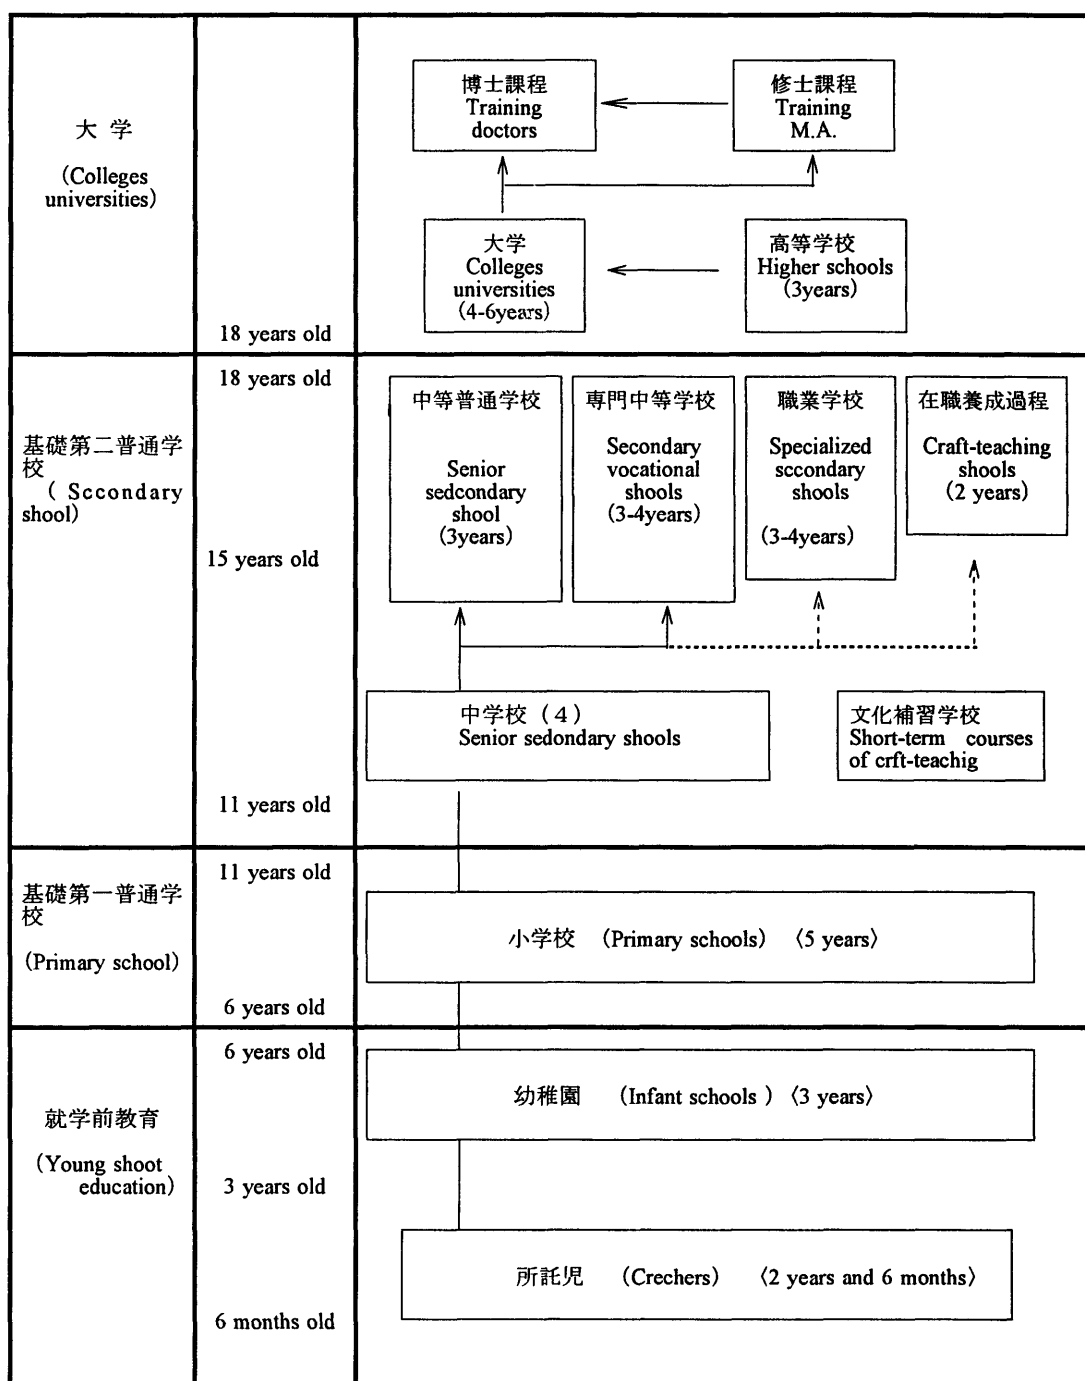 博士課程
Training
doctors
修士課程
Training
M.A.
大 学
(Colleges
universities)
大学
Colleges
universities
(4-6years)
高等学校
Higher schools
(3years)
18 years old
18 years old
基礎第二普通学
校
( Sccondary
shool)
15 years old
11 years old
中等普通学校
Senior
sedcondary
shool
(3years)
専門中等学校
Secondary
vocational
shools
(3-4years)
職業学校
Specialized
sccondary
shools
(3-4years)
在職養成過程
Craft-teaching
shools
(2 years)
中学校(4)
Senior sedondary shools
文化補習学校
Short-term courses
of crft-teachig
基礎第一普通学
校
(Primary school)
11 years old
6 years old
小学校 (Primary schools) 〈5 years〉
就学前教育
(Young shoot
education)
6 years old
3 years old
6 months old
幼稚園 (Infant schools ) 〈3 years〉
所託児 (Crechers) 〈2 years and 6 months〉